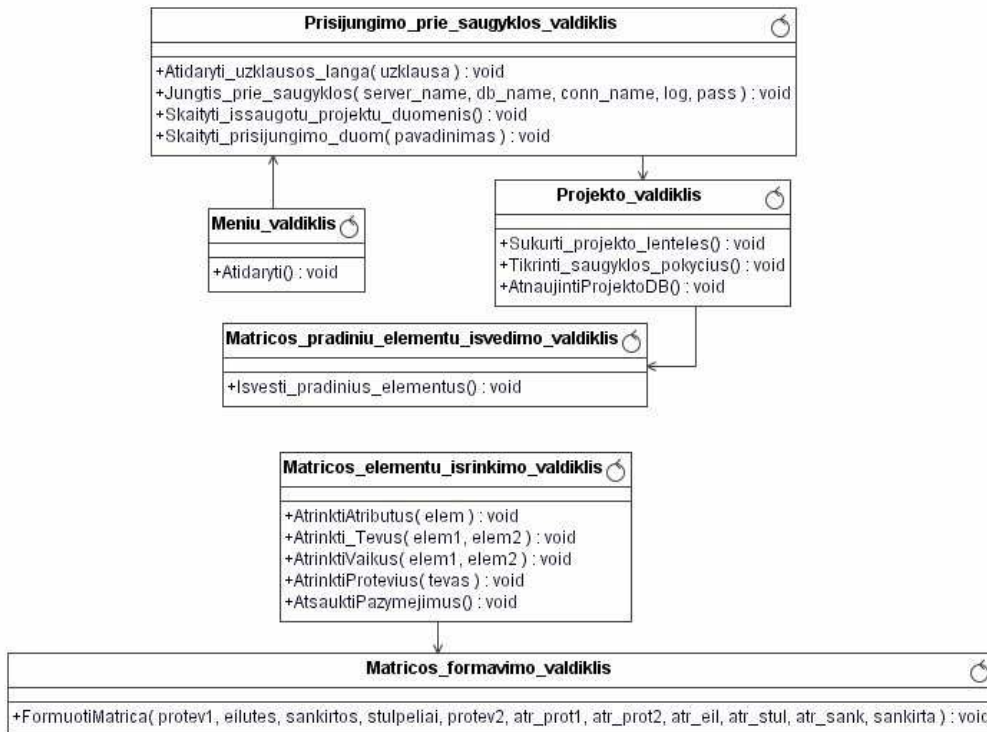 Prisijungimo_prie_saugyklos_valdiklis
+Atidaryti_uzklausos_langa( uzklausa ) : void
+Jungtis_prie_saugyklos( server_name, db_name, conn_name, log, pass ) : void
+Skaityti_issaugotu_projektu_duomenis() : void
+Skaityti_prisijungimo_duom( pavadinimas ) : void
Meniu_valdiklis
+Atidaryti() : void
Projekto_valdiklis
+Sukurti_projekto_lenteles() : void
+Tikrinti_saugyklos_pokycius() : void
+AtnaujintiProjektoDB() : void
Matricos_pradiniu_elementu_isvedimo_valdiklis
+Isvesti_pradinius_elementus() : void
Matricos_elementu_isrinkimo_valdiklis
+AtrinktiAtributus( elem ) : void
+Atrinkti_Tevus( elem1, elem2 ) : void
+AtrinktiVaikus( elem1, elem2 ) : void
+AtrinktiProtevius( tevas ) : void
+AtsauktiPazymejimus() : void
Matricos_formavimo_valdiklis
+FormuotiMatrica( protev1, eilutes, sankirtos, stulpeliai, protev2, atr_prot1, atr_prot2, atr_eil, atr_stul, atr_sank, sankirta ) : void